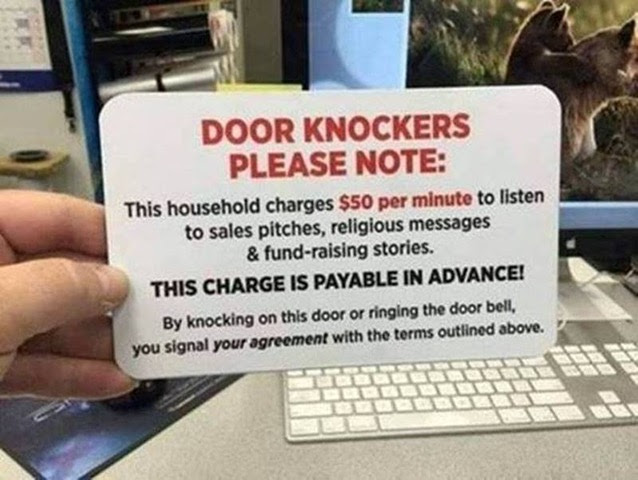 DOOR KNOCKERS
PLEASE NOTE:
This household charges $50 per minute to listen
to sales pitches, religious messages
& fund-raising stories.
THIS CHARGE IS PAYABLE IN ADVANCE!
By knocking on this door or ringing the door bell,
you signal your agreement with the terms outlined above.